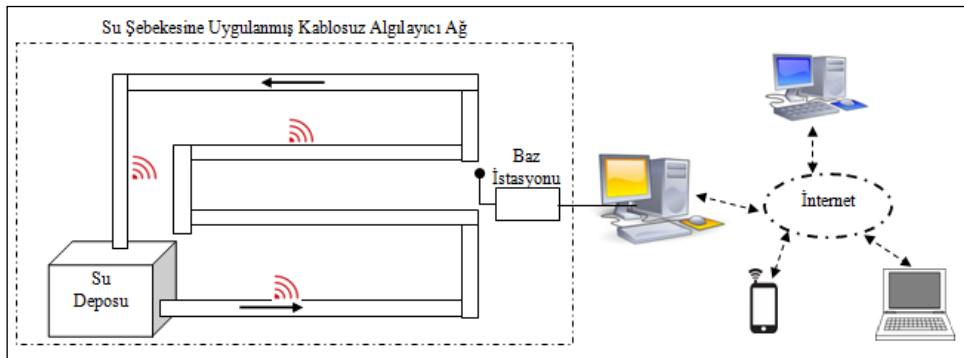 Su Şebekesine Uygulanmış Kablosuz Algılayıcı Ağ
Baz
İstasyonu
İnternet
Su
Deposu